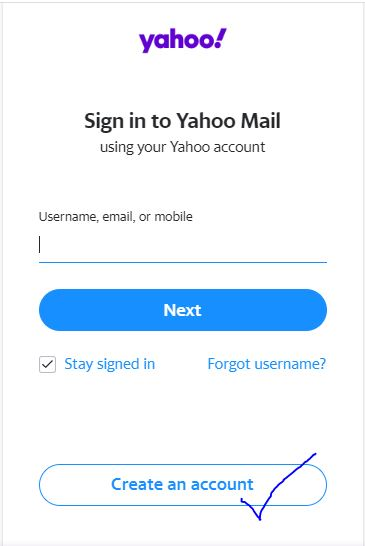 yahoo!
Sign in to Yahoo Mail
using your Yahoo account
Username, email, or mobile
Next
Stay signed in Forgot username?
Create an account